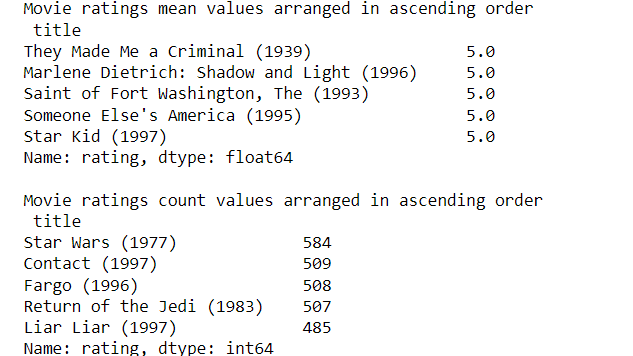 Movie ratings mean values arranged in ascending order
title
They Made Me a Criminal (1939) 5.0
Marlene Dietrich: Shadow and Light (1996) 5.0
Saint of Fort Washington, The (1993) 5.0
Someone Else's America (1995) 5.0
Star Kid (1997) 5.0
Name: rating, dtype: float64
Movie ratings count values arranged in ascending order
title
Star Wars (1977) 584
Contact (1997) 509
Fargo (1996) 508
Return of the Jedi (1983) 507
Liar Liar (1997) 485
Name: rating, dtype: int64